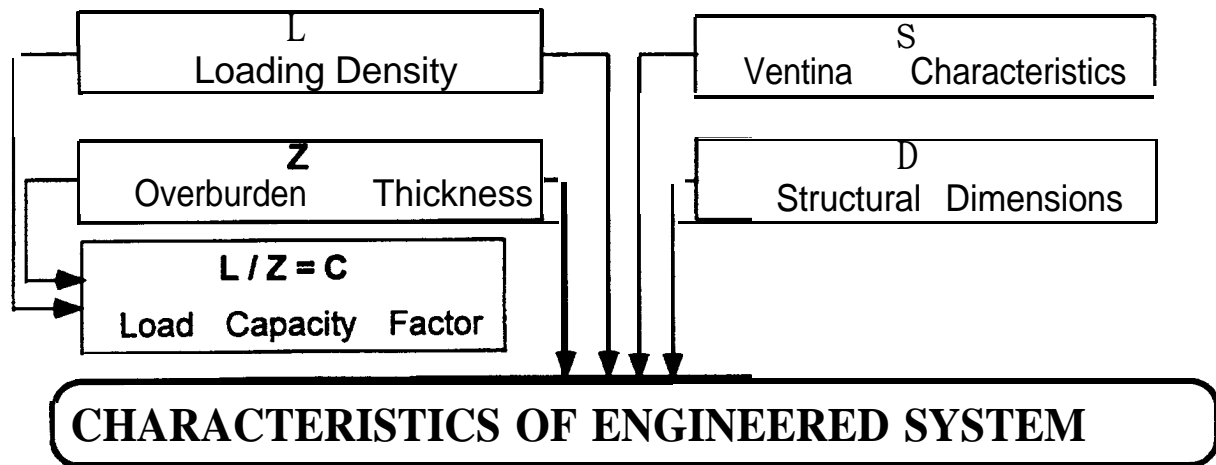 L
Loading Density
S
Ventina Characteristics
Z
Overburden Thickness
D
Structural Dimensions
L / Z = C
Load Capacity Factor
CHARACTERISTICS OF ENGINEERED SYSTEM